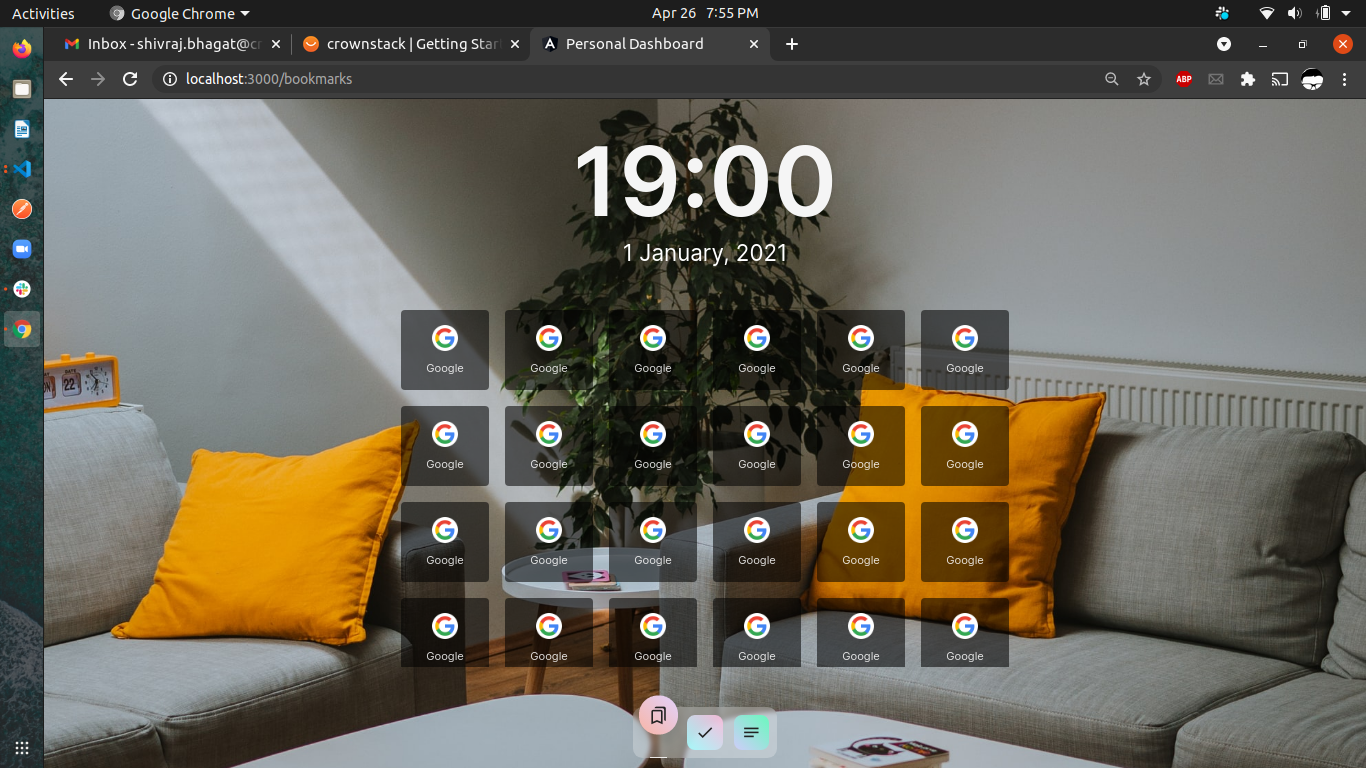 Activities
Google Chrome
Apr 26 7:55 PM
Inbox - shivraj.bhagat@cr
crownstack | Getting Star
Personal Dashboard
localhost:3000/bookmarks
ABP
19:00
1 January, 2021
Google Google Google Google Google Google
22
Google Google Google Google Google Google
Google Google Google Google Google Google
Google Google Google Google Google Google